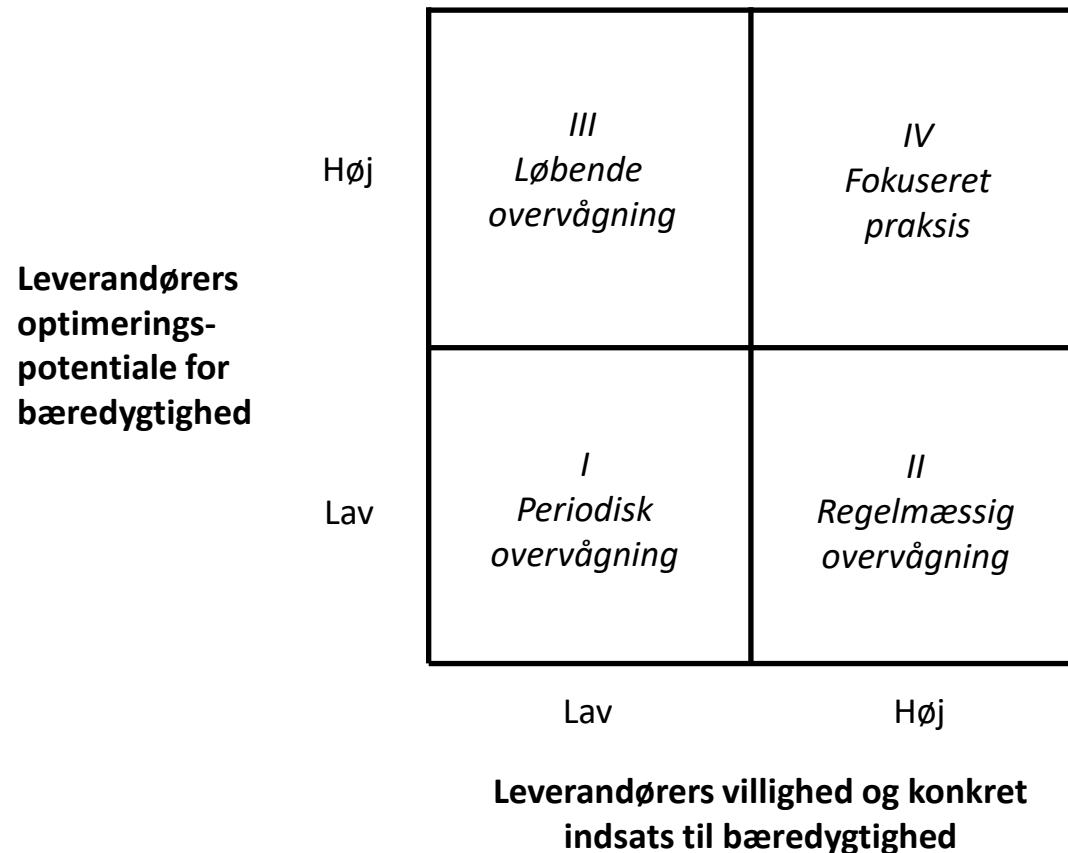 Leverandørers
optimerings-
potentiale for
bæredygtighed
Høj
III
Løbende
overvågning
IV
Fokuseret
praksis
Lav
I
Periodisk
overvågning
II
Regelmæssig
overvågning
Lav
Høj
Leverandørers villighed og konkret
indsats til bæredygtighed